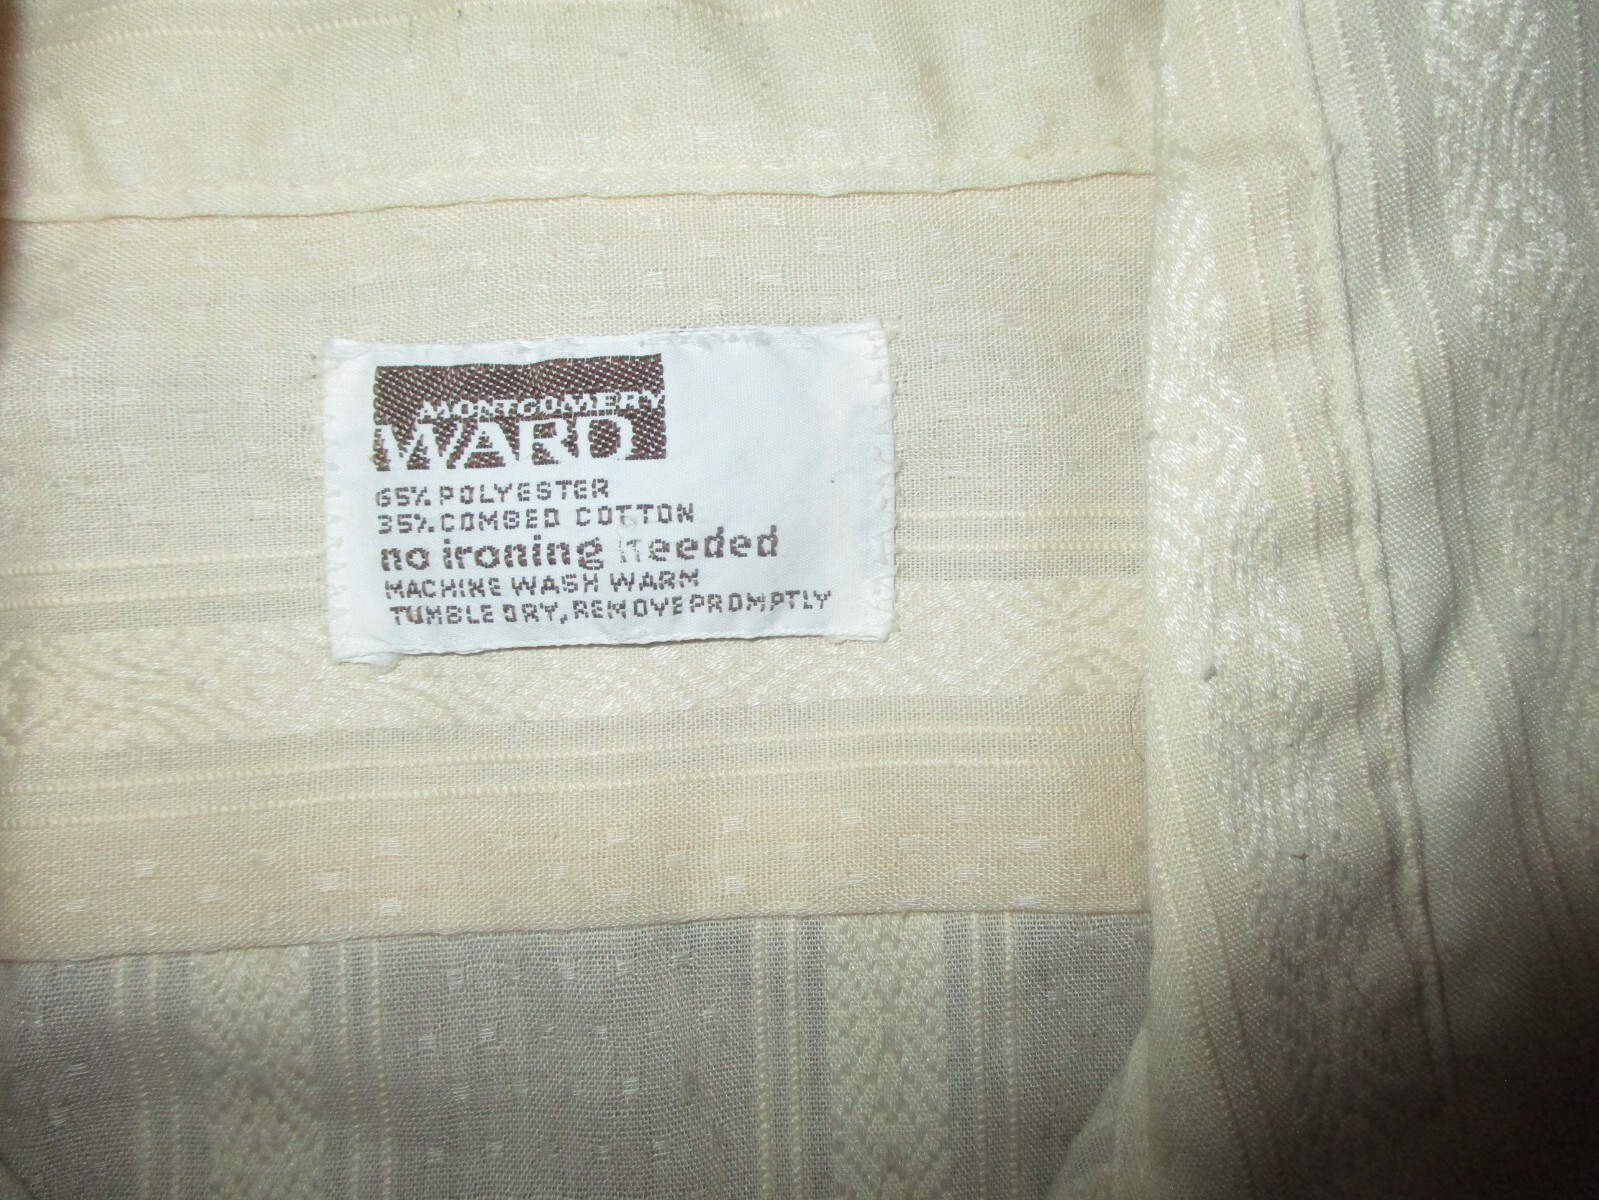 MONTGOMERY
WARD
65% POLYESTER
35% COMBED COTTON
no ironing needed
MACHINE WASH WARM
TUMBLE DRY, REMOVE PROMPTLY